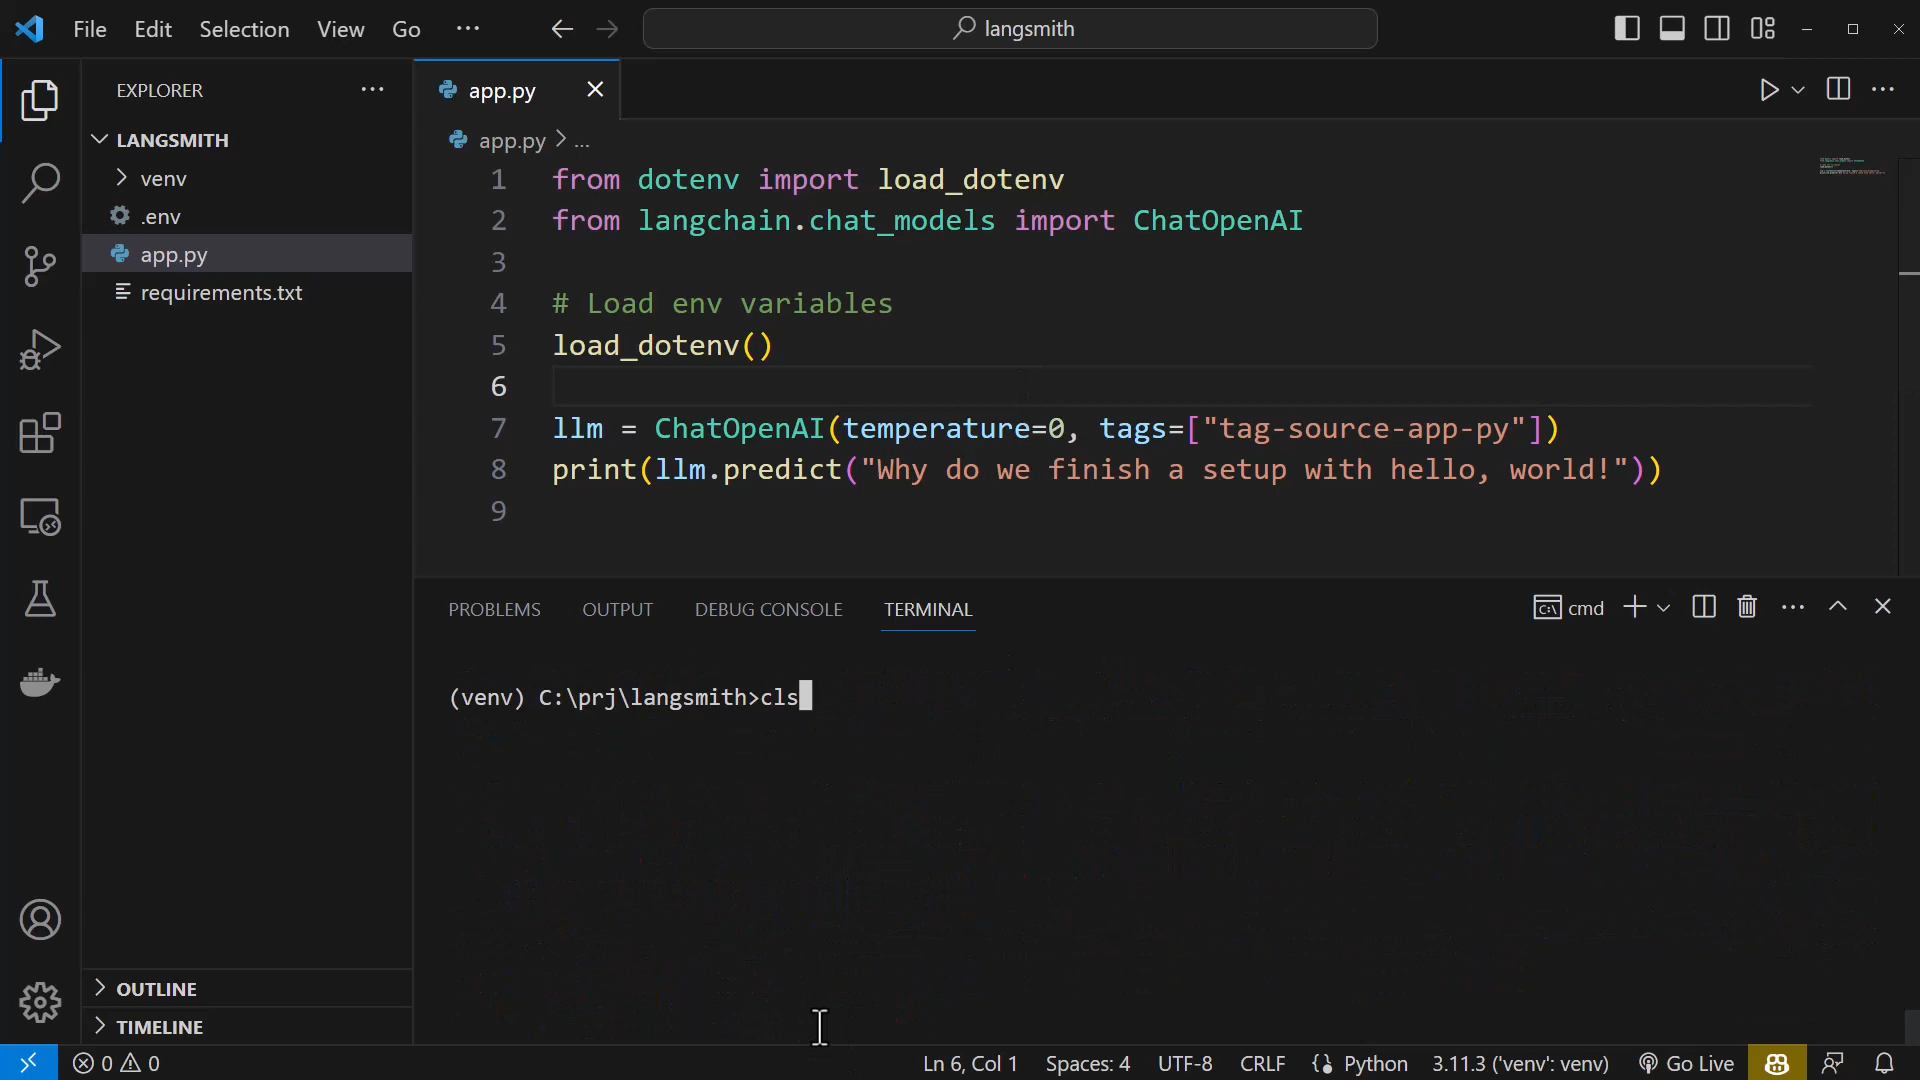 File Edit Selection View Go ··· langsmith
EXPLORER
LANGSMITH
venv
.env
app.py
requirements.txt
OUTLINE
TIMELINE
app.py
app.py > ...
1 from dotenv import load_dotenv
2 from langchain.chat_models import ChatOpenAI
3
4 # Load env variables
5 load_dotenv()
6
7 llm = ChatOpenAI(temperature=0, tags=["tag-source-app-py"])
8 print(llm.predict("Why do we finish a setup with hello, world!"))
9
PROBLEMS OUTPUT DEBUG CONSOLE TERMINAL cmd
(venv) C:\prj\langsmith>cls
0 0 Ln 6, Col 1 Spaces: 4 UTF-8 CRLF Python 3.11.3 ('venv': venv) Go Live